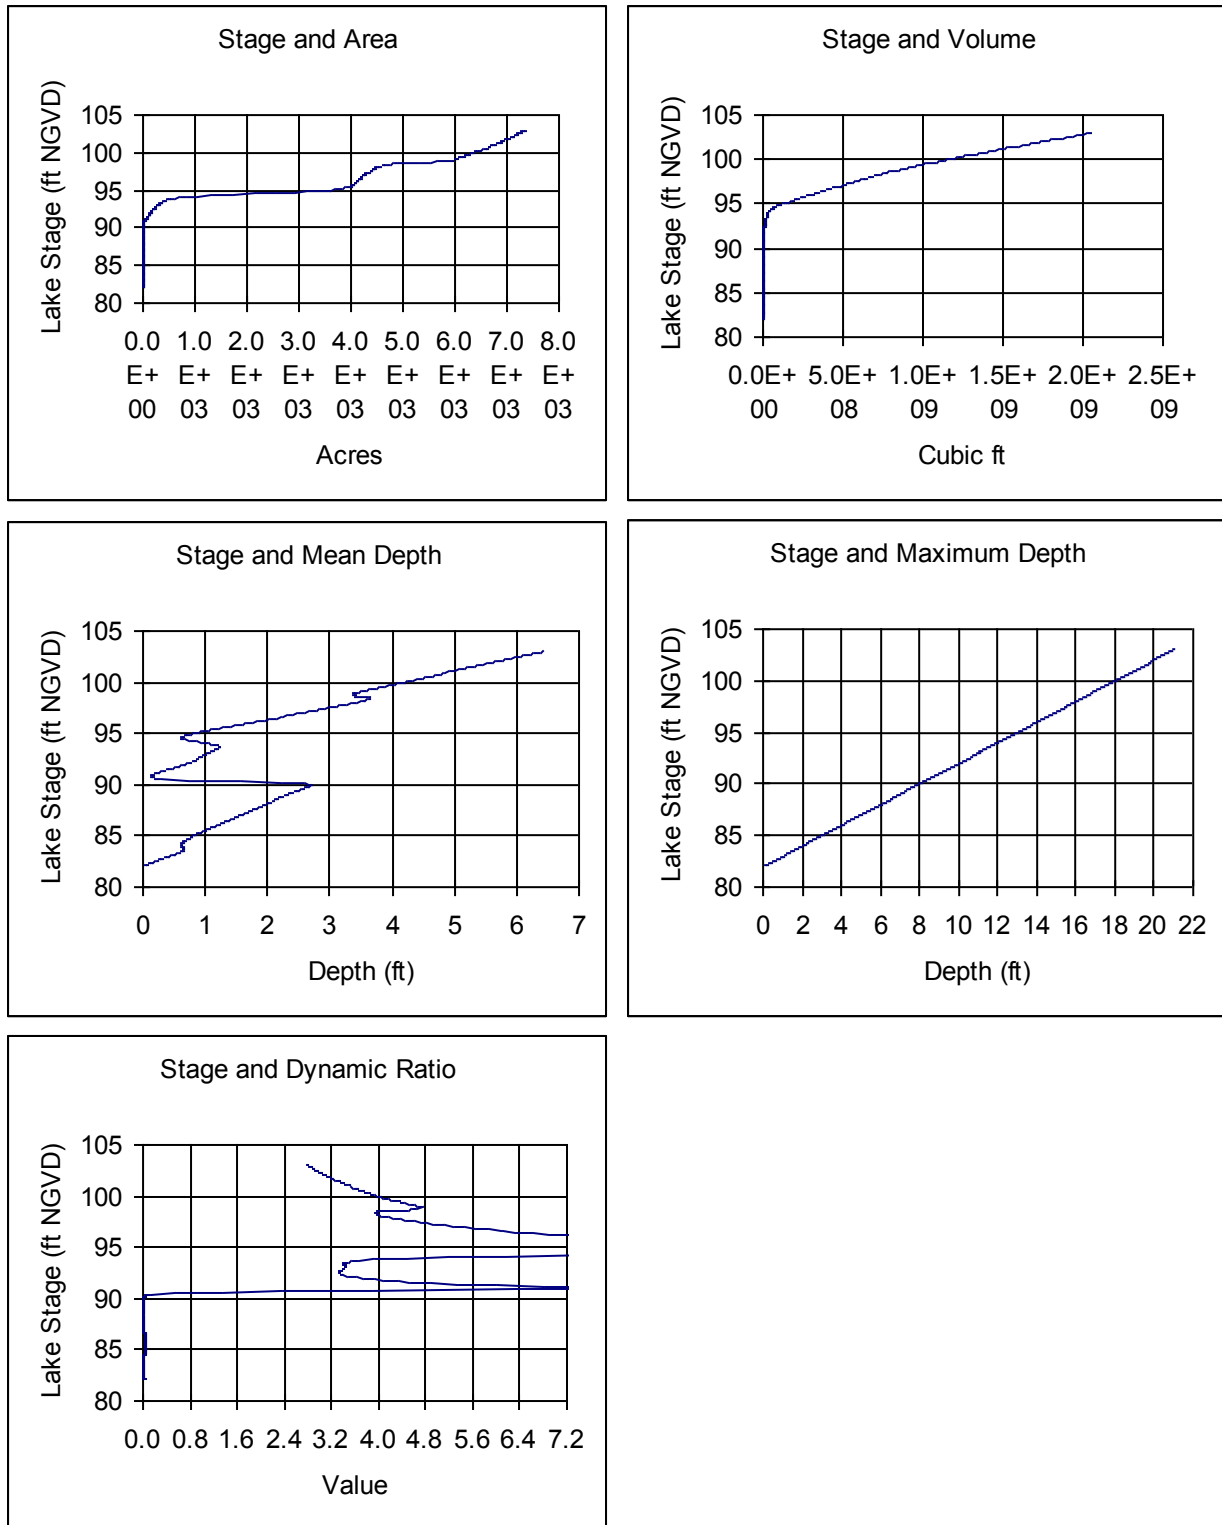 Stage and Area
Lake Stage (ft NGVD)
105
100
95
90
85
80
0.0 1.0 2.0 3.0 4.0 5.0 6.0 7.0 8.0
E+ E+ E+ E+ E+ E+ E+ E+ E+
00 03 03 03 03 03 03 03 03
Acres
Stage and Volume
Lake Stage (ft NGVD)
105
100
95
90
85
80
0.0E+ 5.0E+ 1.0E+ 1.5E+ 2.0E+ 2.5E+
00 08 09 09 09 09
Cubic ft
Stage and Mean Depth
Lake Stage (ft NGVD)
105
100
95
90
85
80
0 1 2 3 4 5 6 7
Depth (ft)
Stage and Maximum Depth
Lake Stage (ft NGVD)
105
100
95
90
85
80
0 2 4 6 8 10 12 14 16 18 20 22
Depth (ft)
Stage and Dynamic Ratio
Lake Stage (ft NGVD)
105
100
95
90
85
80
0.0 0.8 1.6 2.4 3.2 4.0 4.8 5.6 6.4 7.2
Value